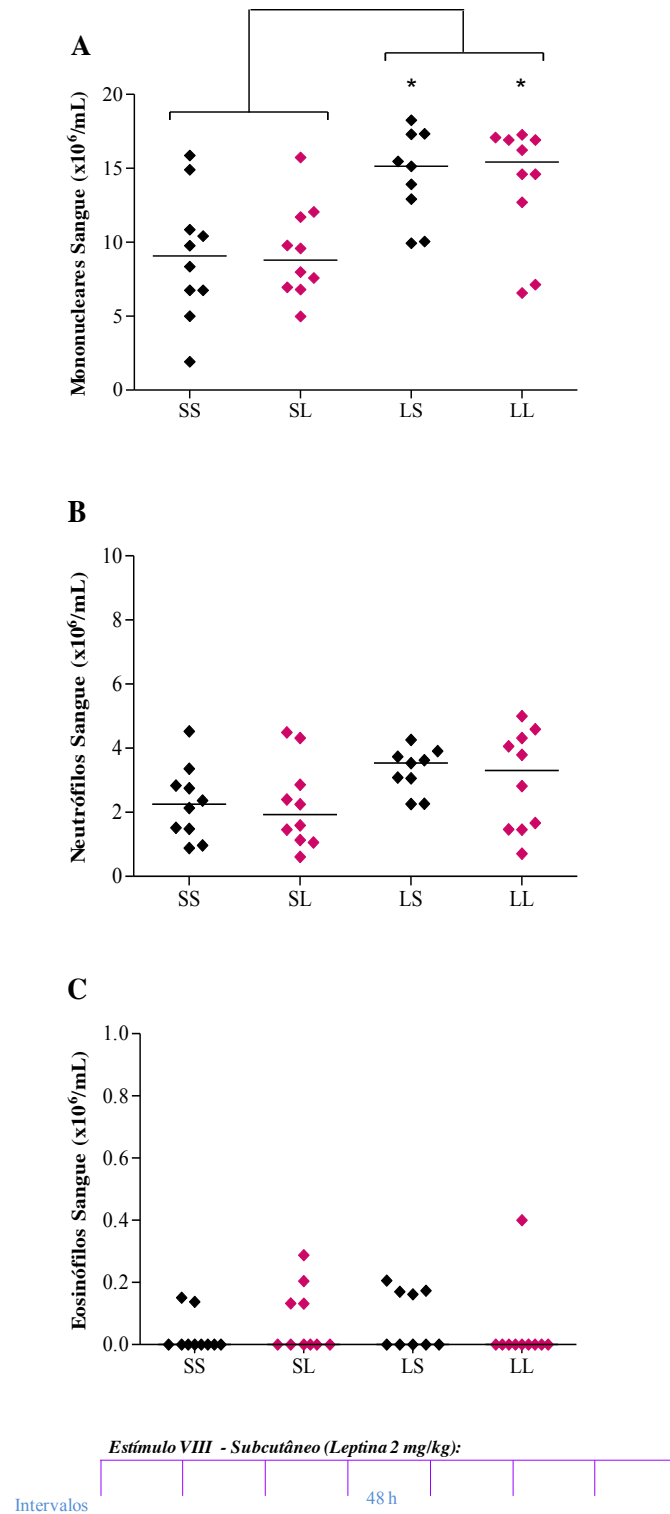 A
* *
Mononucleares Sangue (x10⁶/mL)
20
15
10
5
0
SS SL LS LL
B
Neutrófilos Sangue (x10⁶/mL)
10
8
6
4
2
0
SS SL LS LL
C
Eosinófilos Sangue (x10⁶/mL)
1.0
0.8
0.6
0.4
0.2
0.0
SS SL LS LL
Estímulo VIII - Subcutâneo (Leptina 2 mg/kg):
Intervalos 48 h